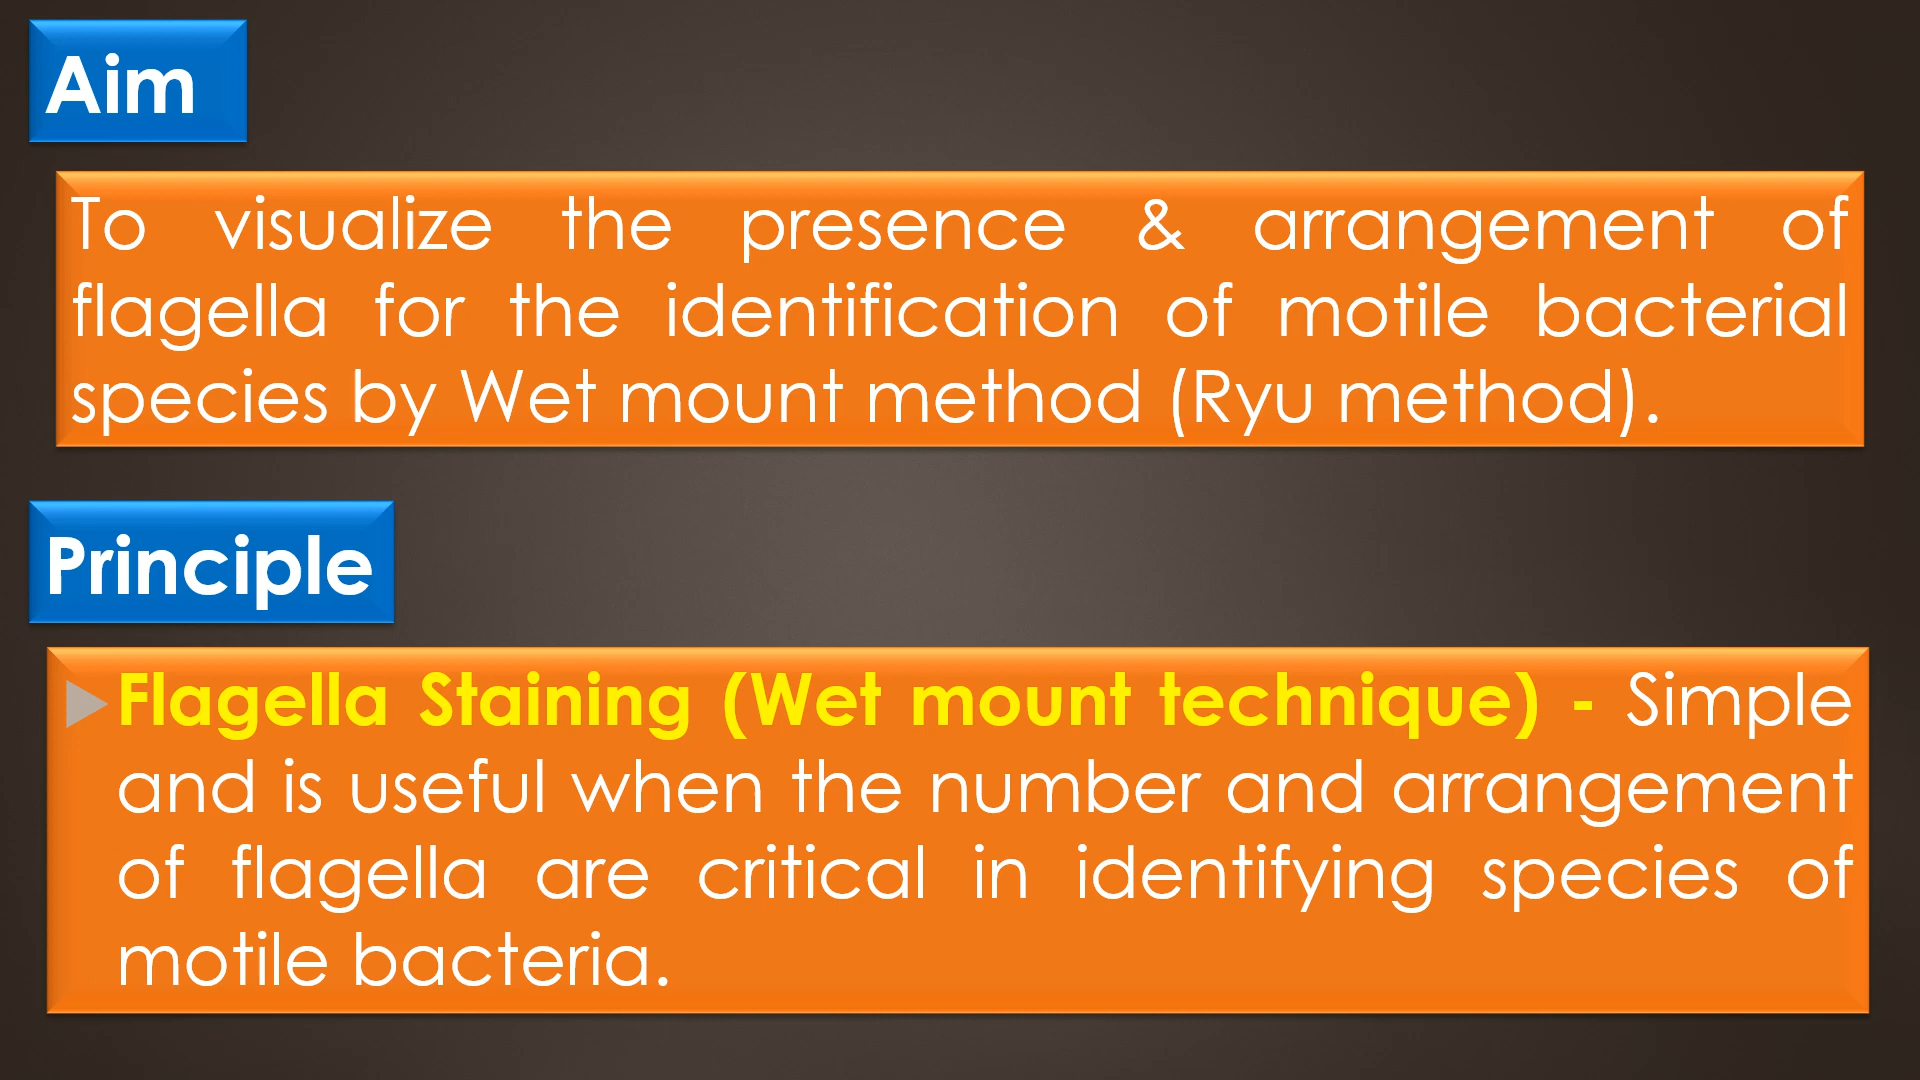 Aim
To visualize the presence & arrangement of
flagella for the identification of motile bacterial
species by Wet mount method (Ryu method).
Principle
Flagella Staining (Wet mount technique) - Simple
and is useful when the number and arrangement
of flagella are critical in identifying species of
motile bacteria.